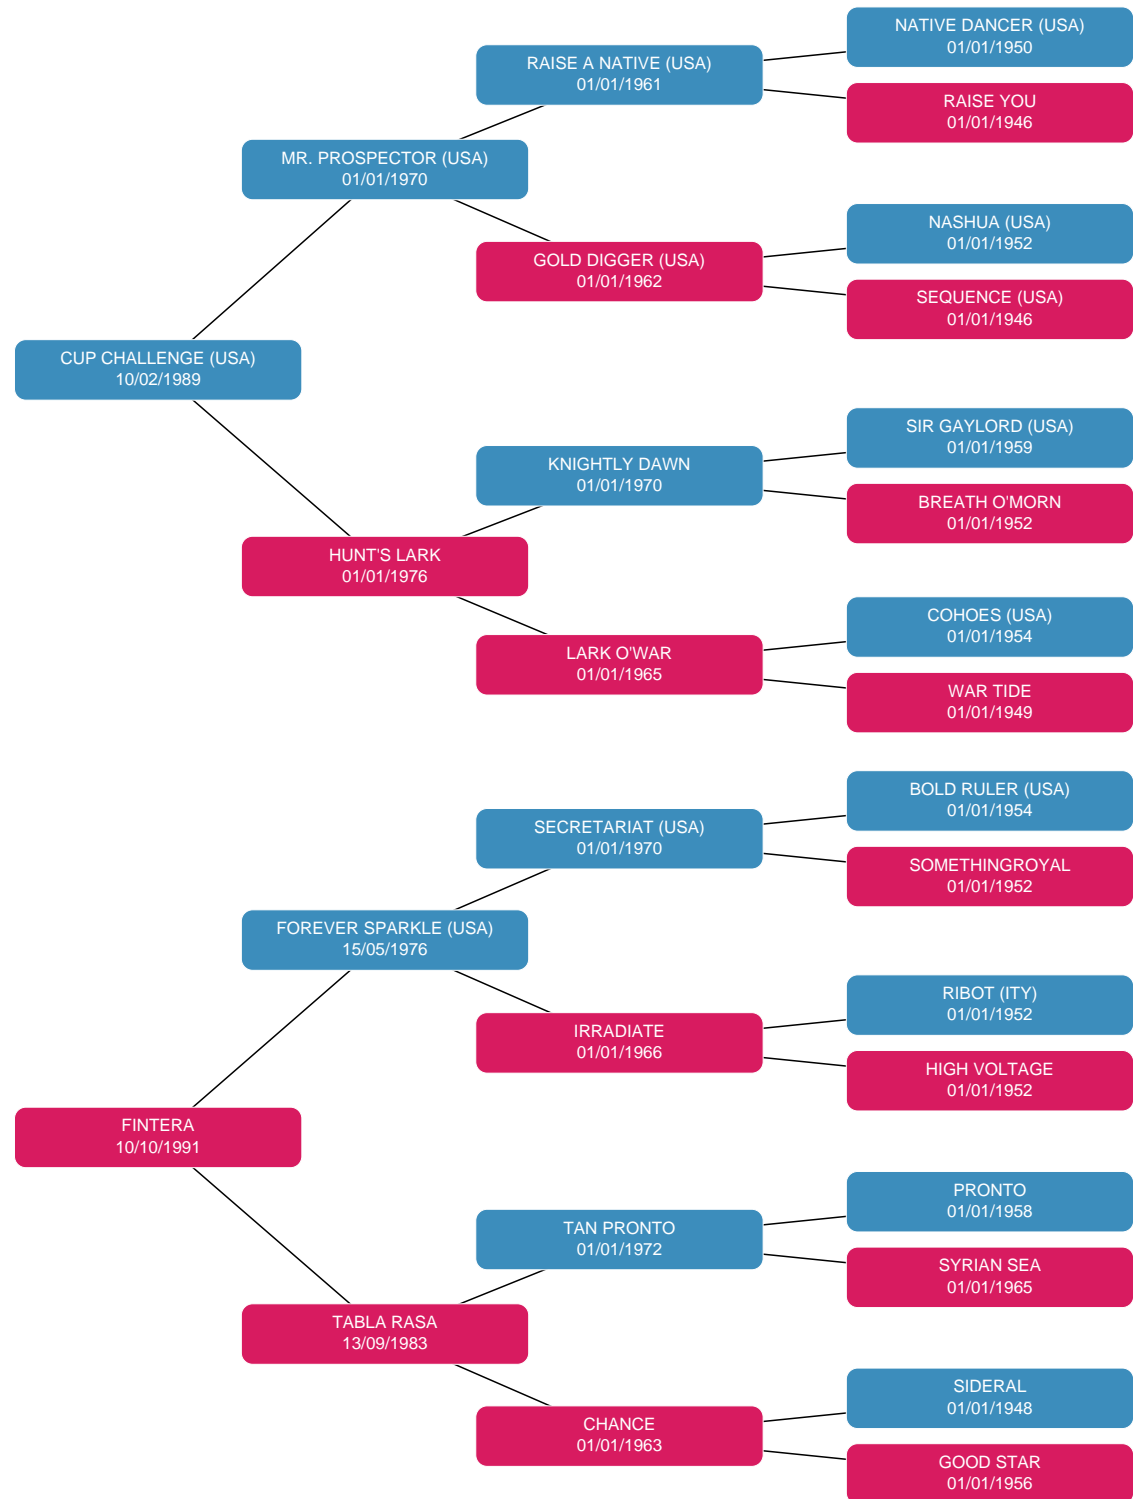 NATIVE DANCER (USA)
01/01/1950
RAISE A NATIVE (USA)
01/01/1961
RAISE YOU
01/01/1946
MR. PROSPECTOR (USA)
01/01/1970
NASHUA (USA)
01/01/1952
GOLD DIGGER (USA)
01/01/1962
SEQUENCE (USA)
01/01/1946
CUP CHALLENGE (USA)
10/02/1989
SIR GAYLORD (USA)
01/01/1959
KNIGHTLY DAWN
01/01/1970
BREATH O'MORN
01/01/1952
HUNT'S LARK
01/01/1976
COHOES (USA)
01/01/1954
LARK O'WAR
01/01/1965
WAR TIDE
01/01/1949
BOLD RULER (USA)
01/01/1954
SECRETARIAT (USA)
01/01/1970
SOMETHINGROYAL
01/01/1952
FOREVER SPARKLE (USA)
15/05/1976
RIBOT (ITY)
01/01/1952
IRRADIATE
01/01/1966
HIGH VOLTAGE
01/01/1952
FINTERA
10/10/1991
PRONTO
01/01/1958
TAN PRONTO
01/01/1972
SYRIAN SEA
01/01/1965
TABLA RASA
13/09/1983
SIDERAL
01/01/1948
CHANCE
01/01/1963
GOOD STAR
01/01/1956